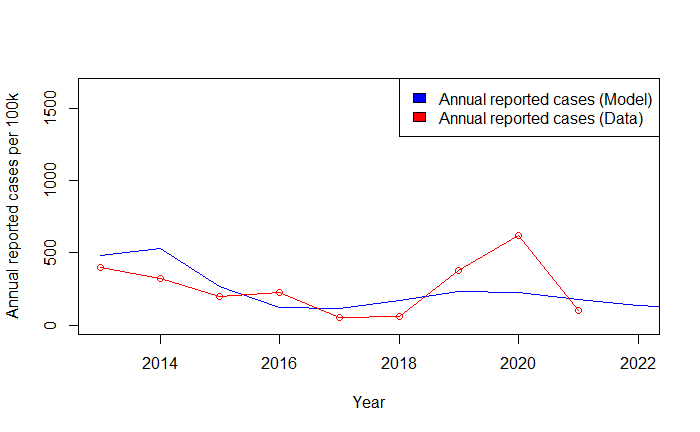 Annual reported cases (Model)
Annual reported cases (Data)
Annual reported cases per 100k
1500
1000
500
0
2014 2016 2018 2020 2022
Year